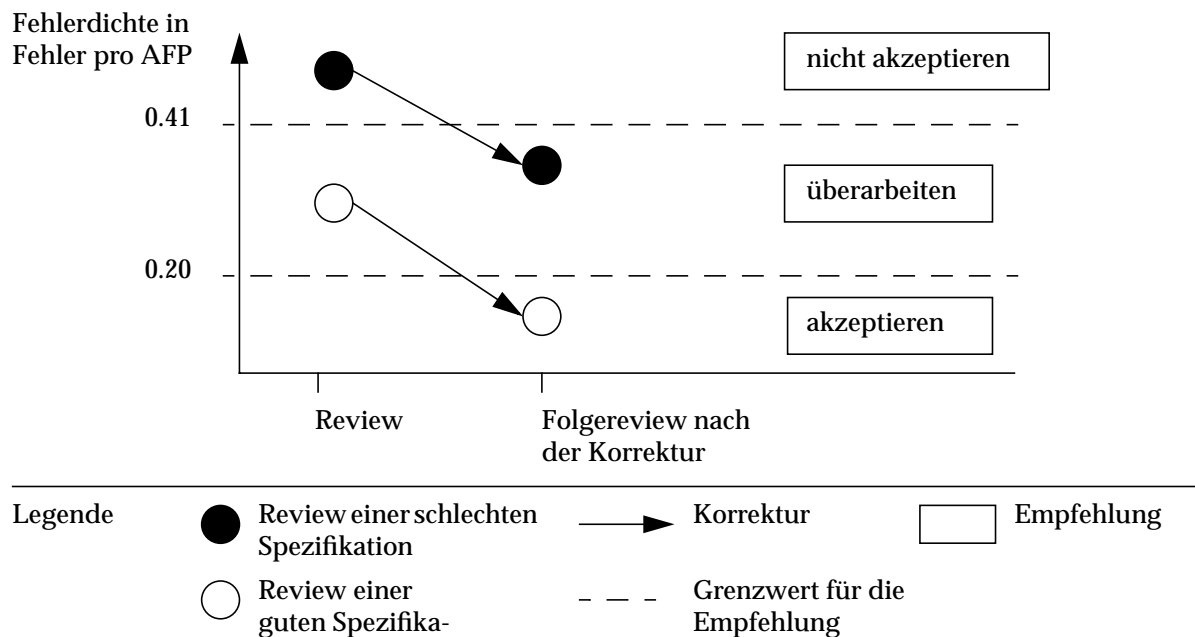 Fehlerdichte in
Fehler pro AFP
nicht akzeptieren
0.41
überarbeiten
0.20
akzeptieren
Review
Folgereview nach
der Korrektur
Legende
Review einer schlechten
Spezifikation
Korrektur
Empfehlung
Review einer
guten Spezifika-
Grenzwert für die
Empfehlung